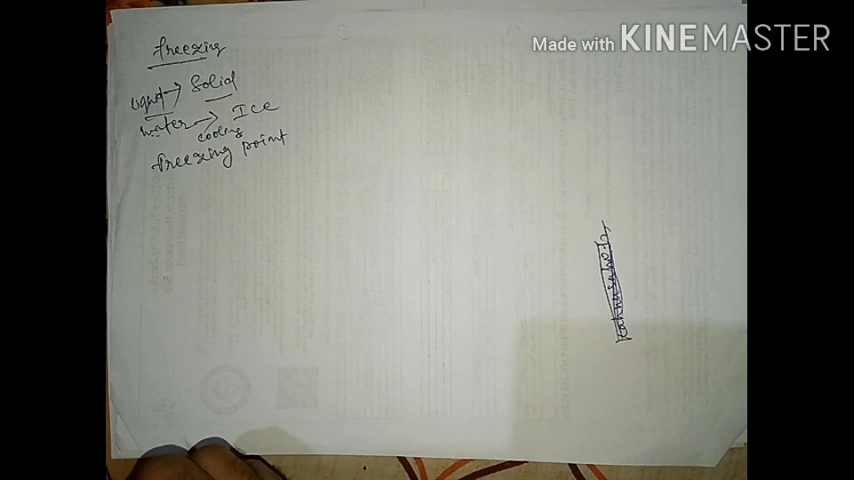 Made with KINEMASTER
freezing
liquid → Solid
water → Ice
cooling
freezing point